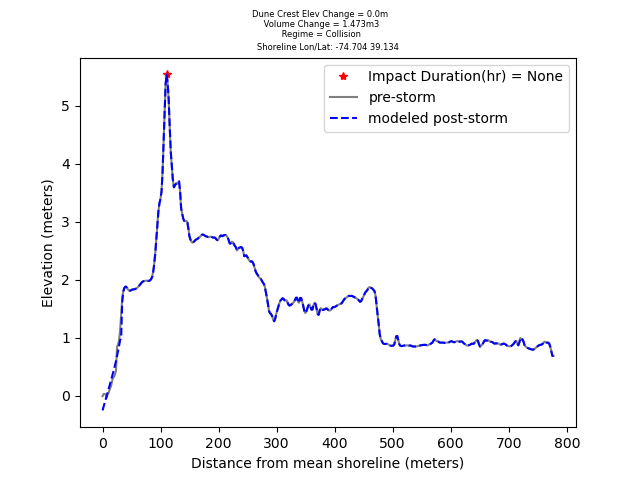 Dune Crest Elev Change = 0.0m
Volume Change = 1.473m3
Regime = Collision
Shoreline Lon/Lat: -74.704 39.134
Impact Duration(hr) = None
pre-storm
modeled post-storm
Elevation (meters)
5
4
3
2
1
0
0 100 200 300 400 500 600 700 800
Distance from mean shoreline (meters)